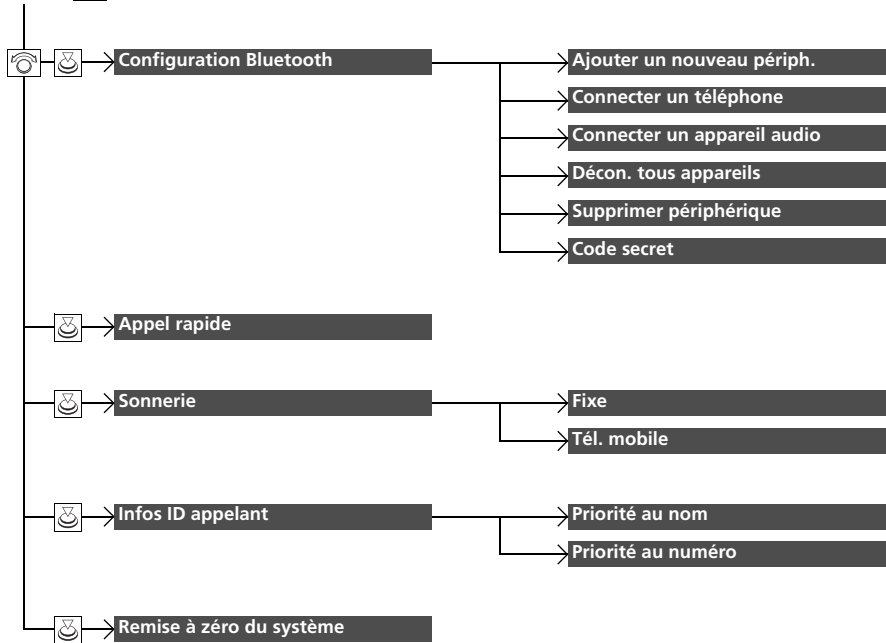 Configuration Bluetooth
Ajouter un nouveau périph.
Connecter un téléphone
Connecter un appareil audio
Décon. tous appareils
Supprimer périphérique
Code secret
Appel rapide
Sonnerie
Fixe
Tél. mobile
Infos ID appelant
Priorité au nom
Priorité au numéro
Remise à zéro du système